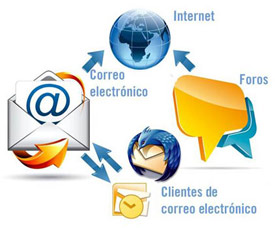 Internet
Correo
electrónico
Foros
Clientes de
correo electrónico